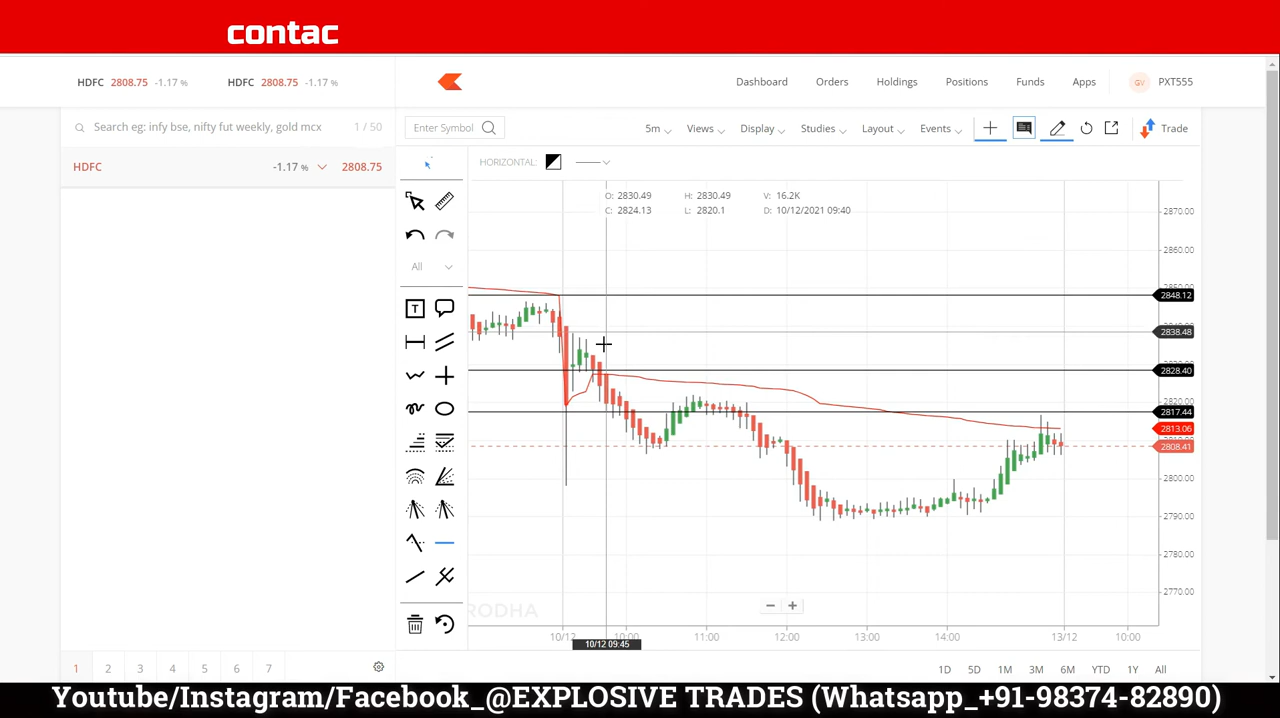 contac
HDFC 2808.75 -1.17 % HDFC 2808.75 -1.17 %
Dashboard Orders Holdings Positions Funds Apps GV PXT555
Search eg: infy bse, nifty fut weekly, gold mcx 1 / 50
Enter Symbol 5m Views Display Studies Layout Events Trade
HDFC -1.17 % 2808.75
HORIZONTAL:
O: 2830.49 H: 2830.49 V: 16.2K
C: 2824.13 L: 2820.1 D: 10/12/2021 09:40
All
T
2870.00
2860.00
2848.12
2838.48
2828.40
2820.00
2817.44
2813.06
2808.41
2800.00
2790.00
2780.00
2770.00
RODHA
10/12 10:00 11:00 12:00 13:00 14:00 13/12 10:00
10/12 09:45
1 2 3 4 5 6 7
1D 5D 1M 3M 6M YTD 1Y All
Youtube/Instagram/Facebook_@EXPLOSIVE TRADES (Whatsapp_+91-98374-82890)